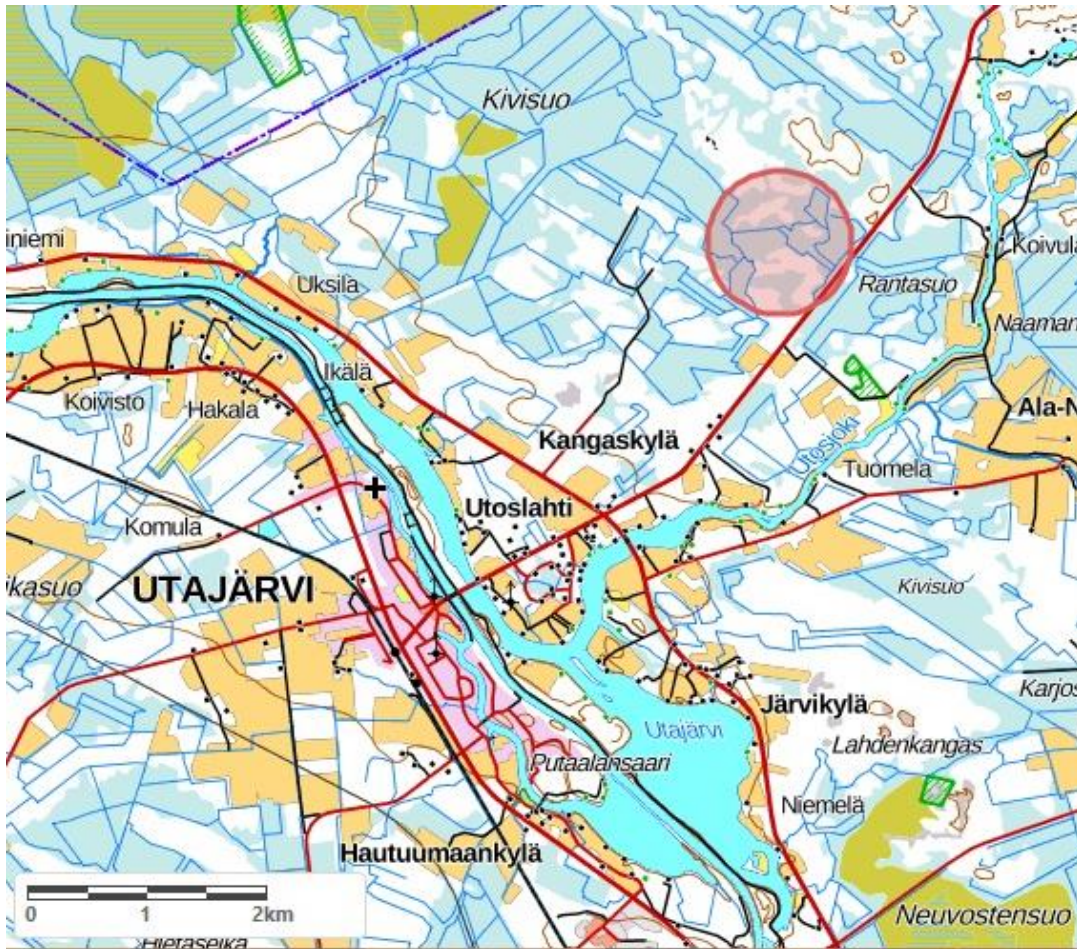 Kivisuo
iniemi
Koivula
Uksila
Rantasuo
Naaman
Ikälä
Koivisto
Hakala
Ala-N
Kangaskylä
Utosjoki
Tuomela
Utoslahti
Komula
UTAJÄRVI
ikasuo
Kivisuo
Karjos
Järvikylä
Utajärvi
Lahdenkangas
Putaalansaari
Niemelä
Hautuumaankylä
0 1 2km
Neuvostensuo